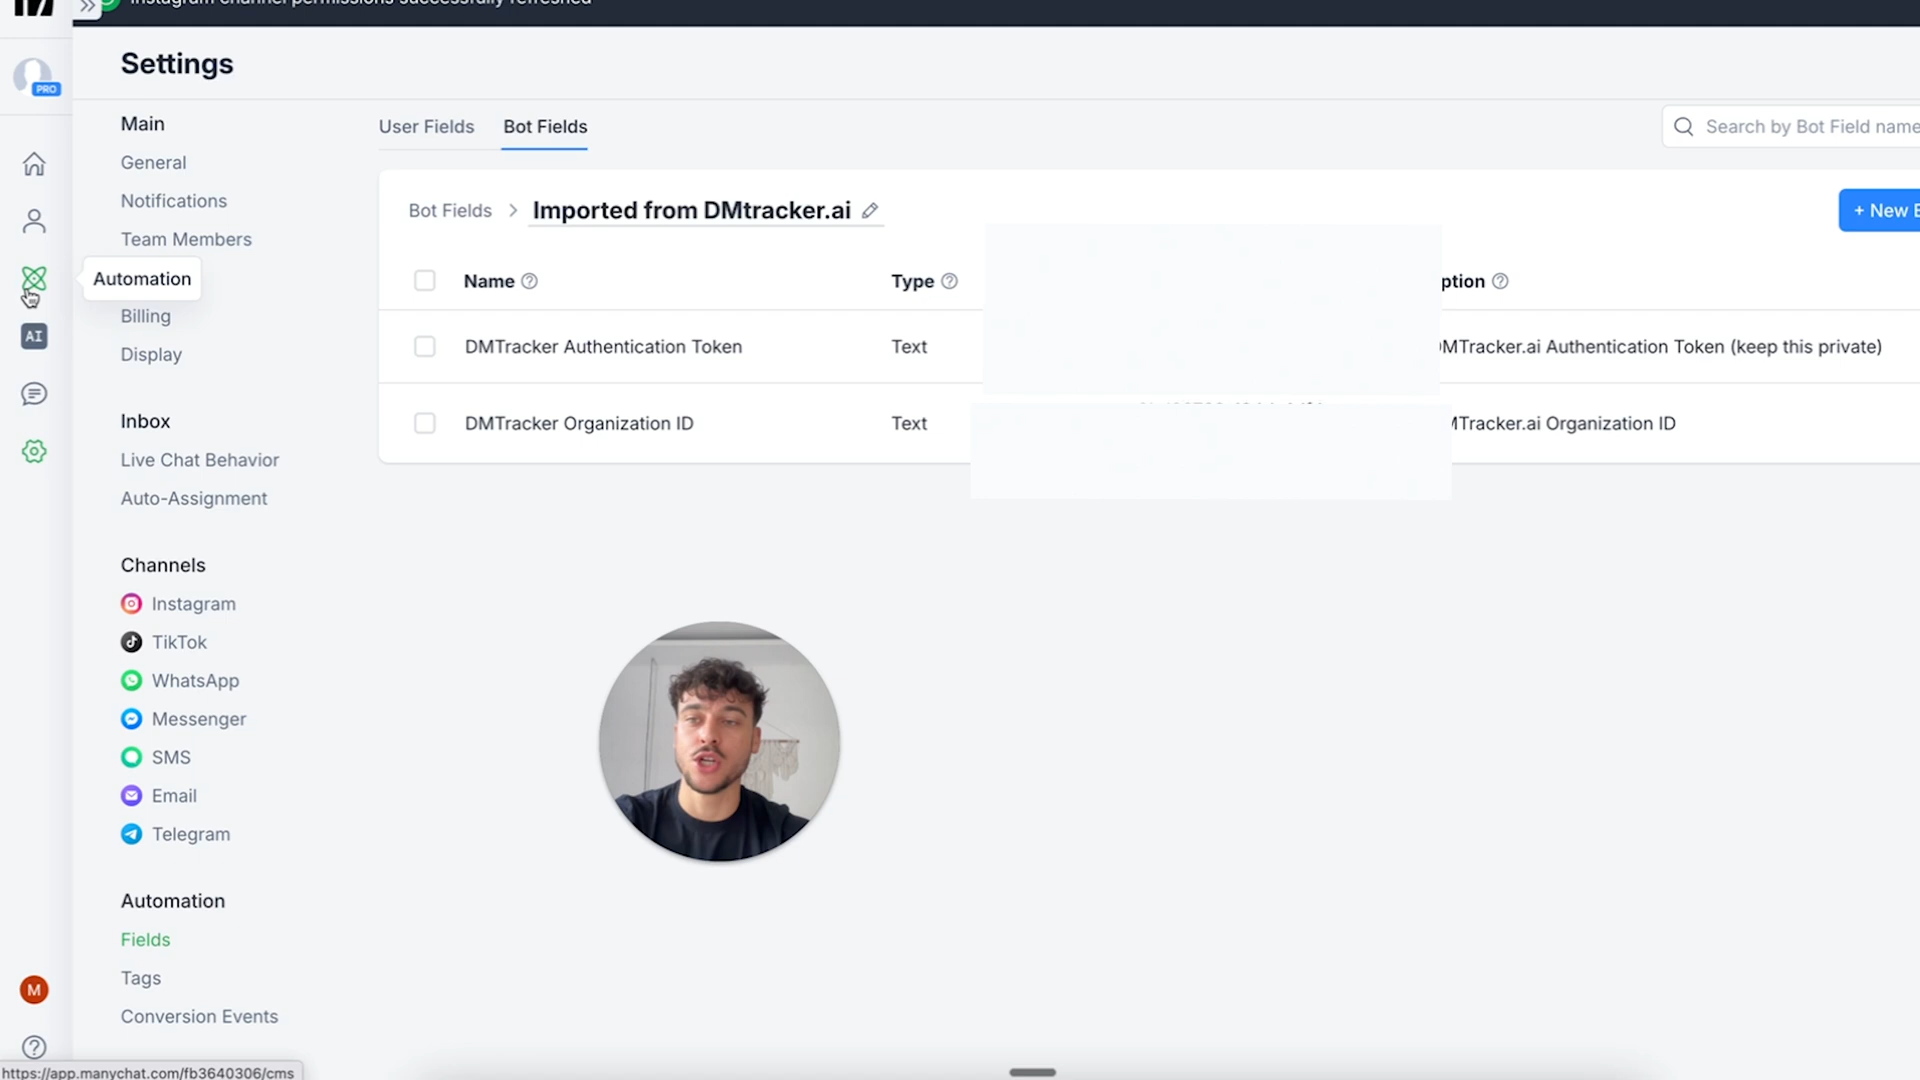 Instagram channel permissions successfully refreshed
Settings
PRO
Main
General
Notifications
Team Members
Automation
Billing
Display
AI
Inbox
Live Chat Behavior
Auto-Assignment
Channels
Instagram
TikTok
WhatsApp
Messenger
SMS
Email
Telegram
Automation
Fields
Tags
Conversion Events
M
https://app.manychat.com/fb3640306/cms
User Fields Bot Fields
Search by Bot Field name
Bot Fields > Imported from DMtracker.ai
+ New
Name Type ption
DMTracker Authentication Token Text MTracker.ai Authentication Token (keep this private)
DMTracker Organization ID Text MTracker.ai Organization ID